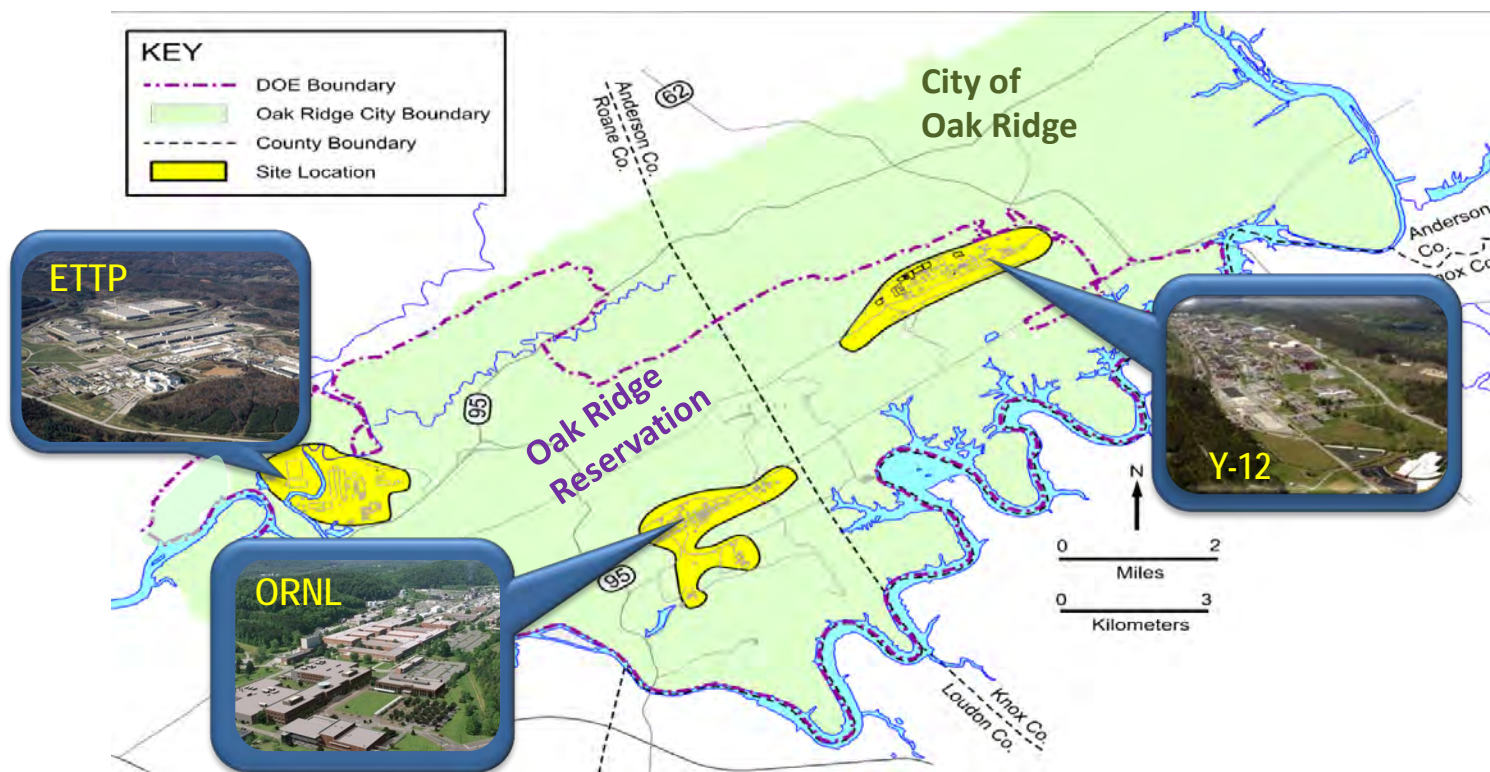 KEY
DOE Boundary
Oak Ridge City Boundary
County Boundary
Site Location
City of
Oak Ridge
62
Anderson Co.
Roane Co.
Anderson
Co.
Knox Co.
ETTP
95
Oak Ridge
Reservation
Y-12
N
0 2
Miles
0 3
Kilometers
ORNL
95
Knox Co.
Loudon Co.